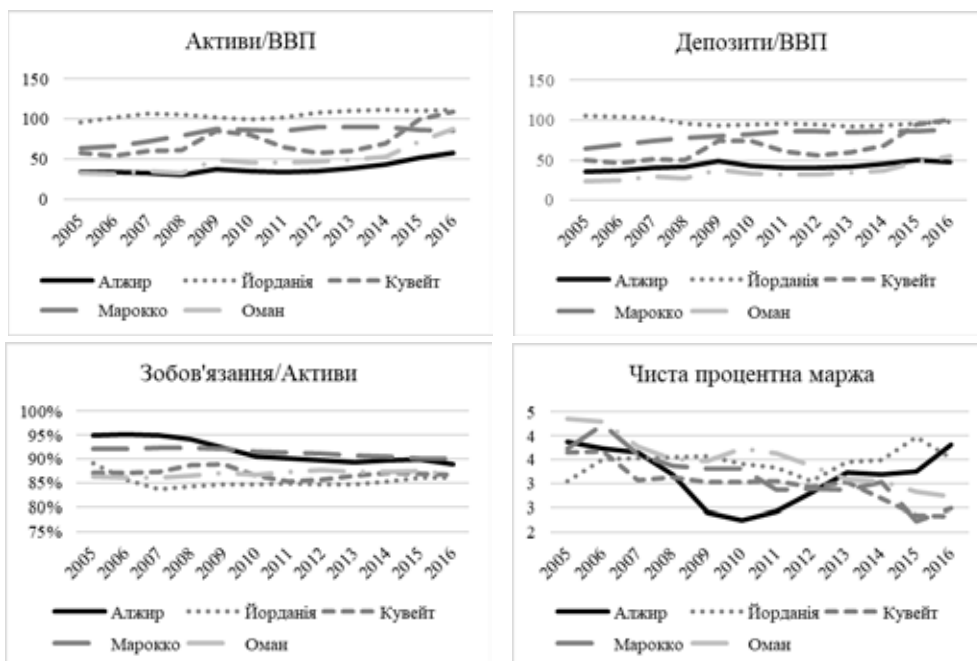 Активи/ВВП
150
100
50
0
2005 2006 2007 2008 2009 2010 2011 2012 2013 2014 2015 2016
Алжир Йорданія Кувейт
Марокко Оман
Депозити/ВВП
150
100
50
0
2005 2006 2007 2008 2009 2010 2011 2012 2013 2014 2015 2016
Алжир Йорданія Кувейт
Марокко Оман
Зобов'язання/Активи
100%
95%
90%
85%
80%
75%
2005 2006 2007 2008 2009 2010 2011 2012 2013 2014 2015 2016
Алжир Йорданія Кувейт
Марокко Оман
Чиста процентна маржа
5
4
4
3
3
2
2005 2006 2007 2008 2009 2010 2011 2012 2013 2014 2015 2016
Алжир Йорданія Кувейт
Марокко Оман